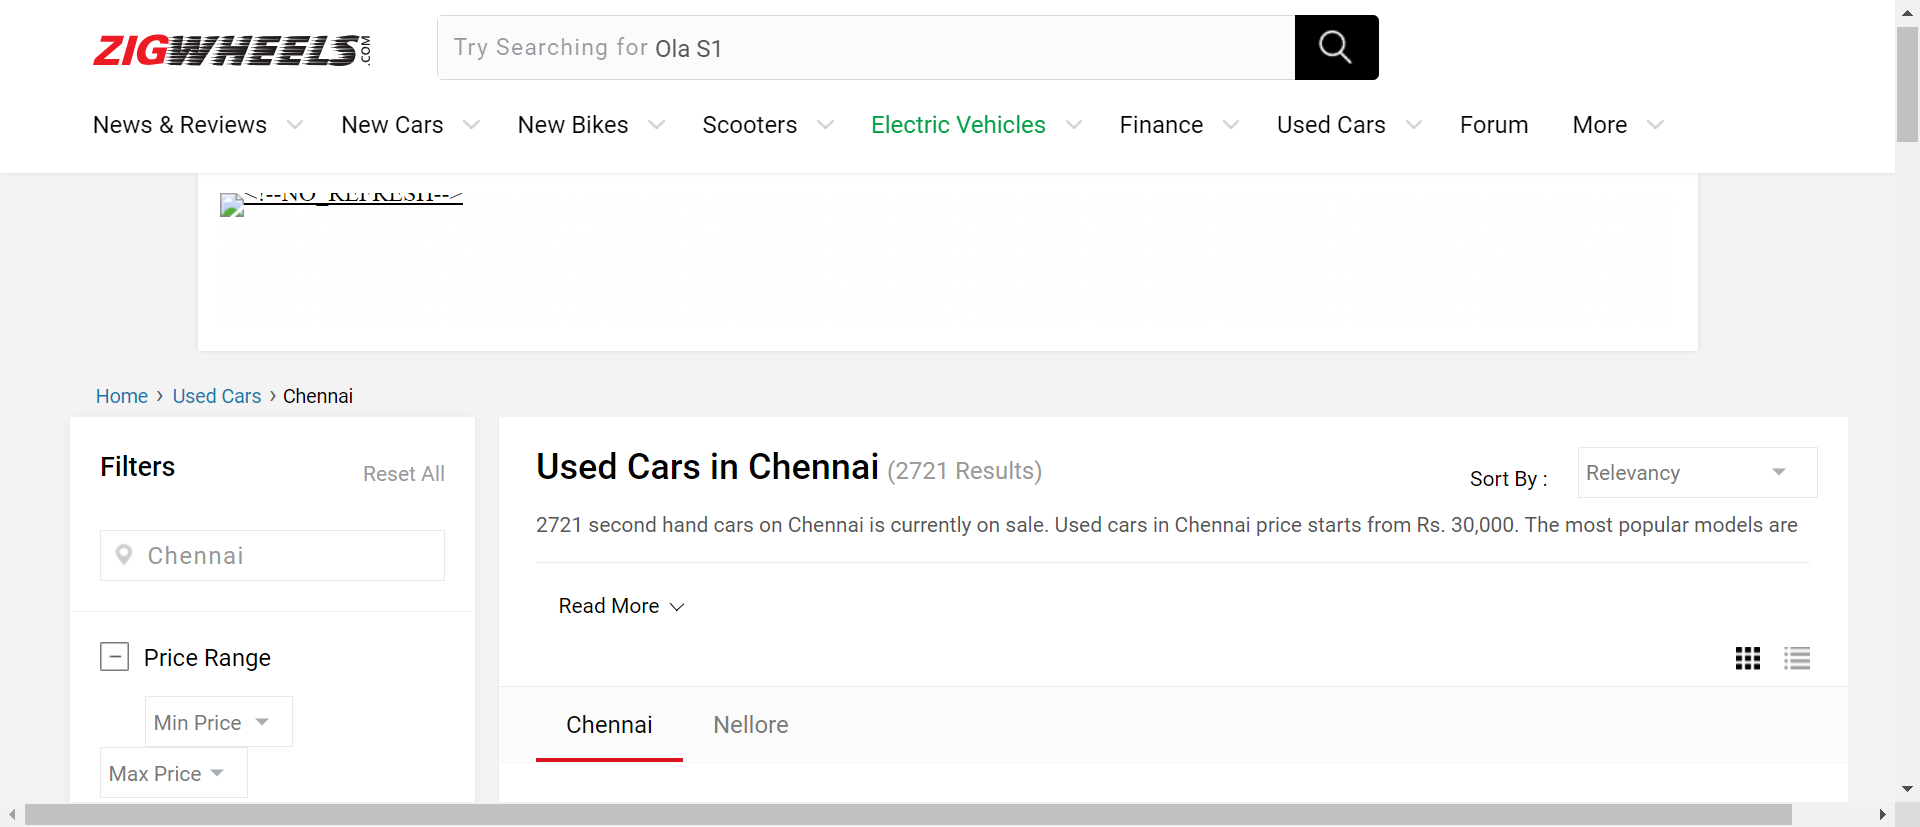 ZIGWHEELS.COM
Try Searching for Ola S1
News & Reviews New Cars New Bikes Scooters Electric Vehicles Finance Used Cars Forum More
<!--NO_REFRESH-->
Home › Used Cars › Chennai
Filters
Reset All
Chennai
Price Range
Min Price
Max Price
Used Cars in Chennai (2721 Results)
Sort By :
Relevancy
2721 second hand cars on Chennai is currently on sale. Used cars in Chennai price starts from Rs. 30,000. The most popular models are
Read More
Chennai Nellore